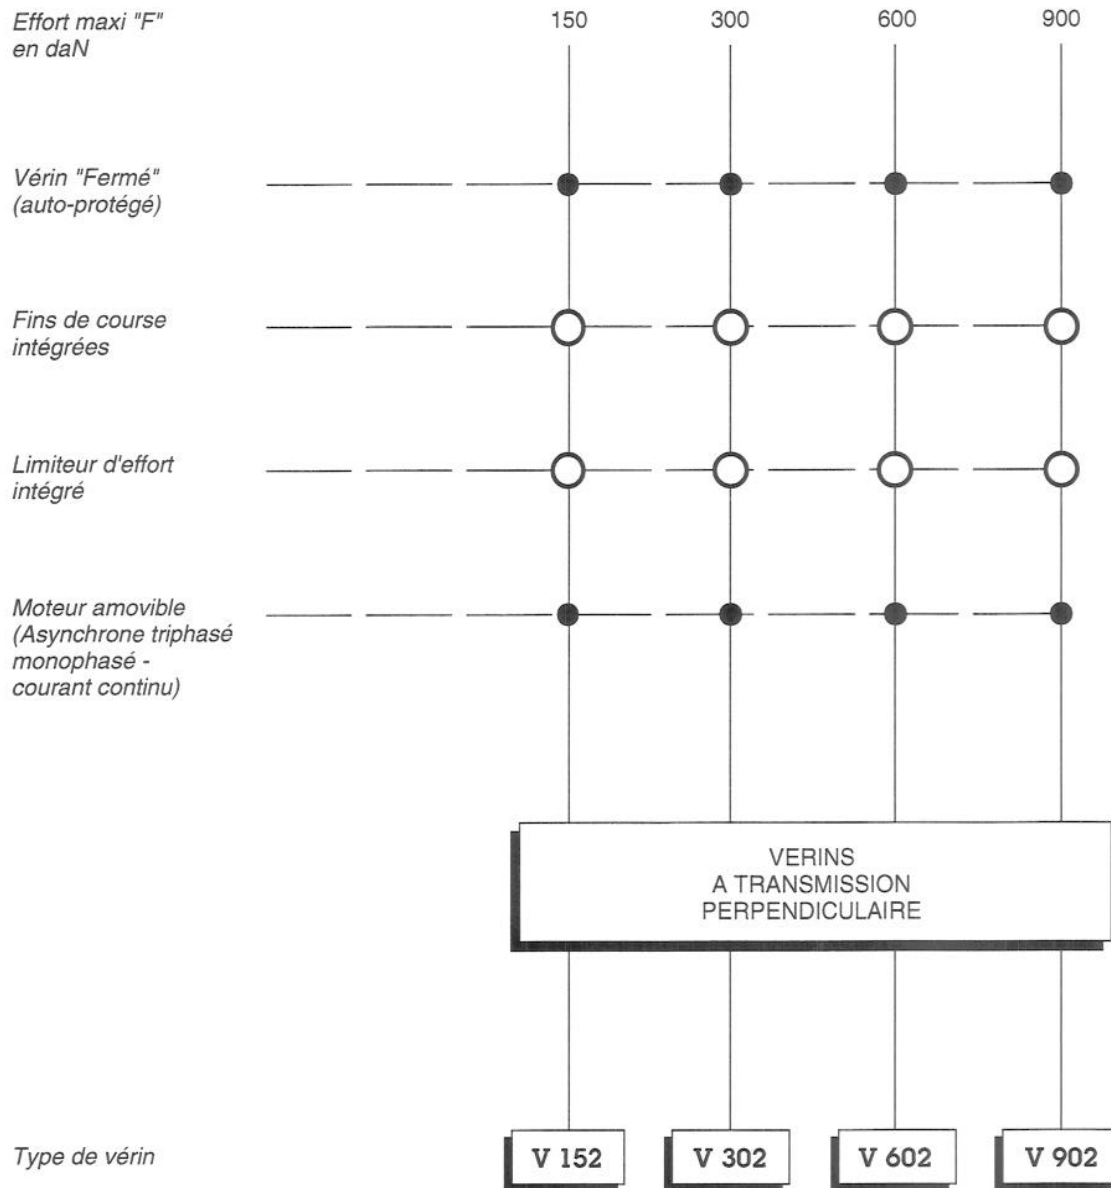 Effort maxi "F"
en daN
150 300 600 900
Vérin "Fermé"
(auto-protégé)
Fins de course
intégrées
Limiteur d'effort
intégré
Moteur amovible
(Asynchrone triphasé
monophasé -
courant continu)
VERINS
A TRANSMISSION
PERPENDICULAIRE
Type de vérin
V 152 V 302 V 602 V 902